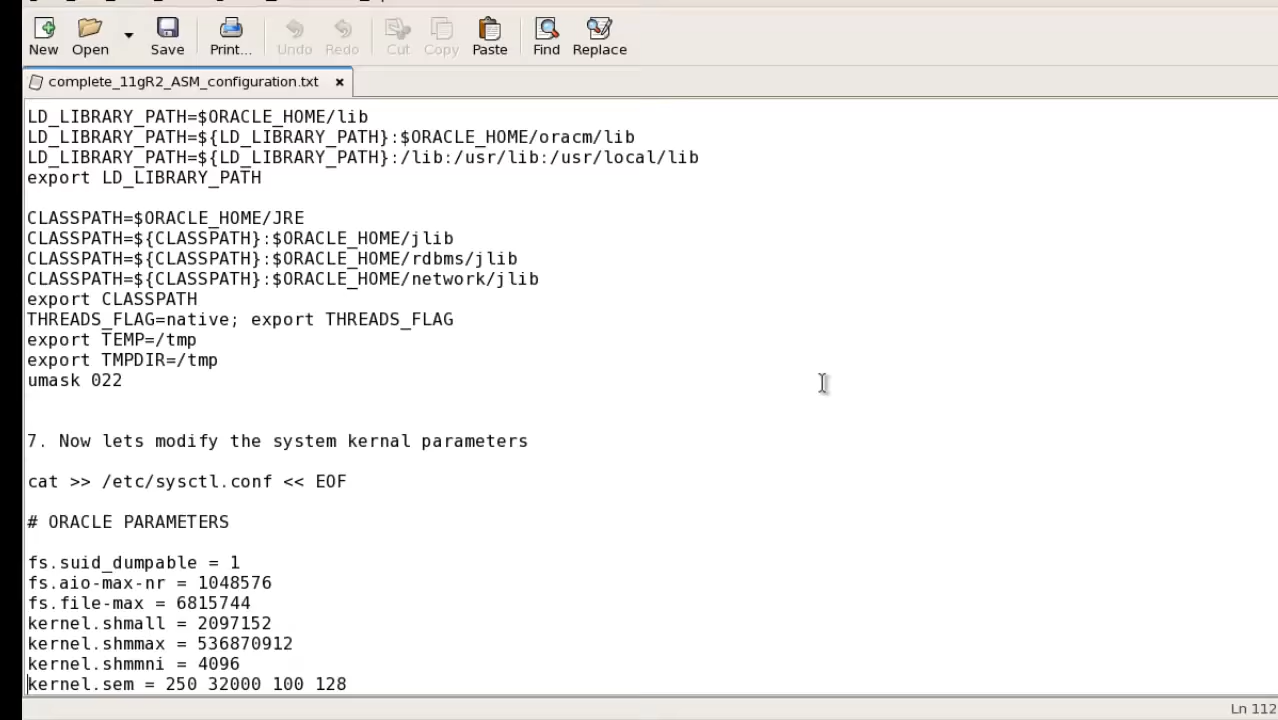 New Open Save Print... Undo Redo Cut Copy Paste Find Replace
complete_11gR2_ASM_configuration.txt
LD_LIBRARY_PATH=$ORACLE_HOME/lib
LD_LIBRARY_PATH=${LD_LIBRARY_PATH}:$ORACLE_HOME/oracm/lib
LD_LIBRARY_PATH=${LD_LIBRARY_PATH}:/lib:/usr/lib:/usr/local/lib
export LD_LIBRARY_PATH
CLASSPATH=$ORACLE_HOME/JRE
CLASSPATH=${CLASSPATH}:$ORACLE_HOME/jlib
CLASSPATH=${CLASSPATH}:$ORACLE_HOME/rdbms/jlib
CLASSPATH=${CLASSPATH}:$ORACLE_HOME/network/jlib
export CLASSPATH
THREADS_FLAG=native; export THREADS_FLAG
export TEMP=/tmp
export TMPDIR=/tmp
umask 022
7. Now lets modify the system kernal parameters
cat >> /etc/sysctl.conf << EOF
# ORACLE PARAMETERS
fs.suid_dumpable = 1
fs.aio-max-nr = 1048576
fs.file-max = 6815744
kernel.shmall = 2097152
kernel.shmmax = 536870912
kernel.shmmni = 4096
kernel.sem = 250 32000 100 128
Ln 112